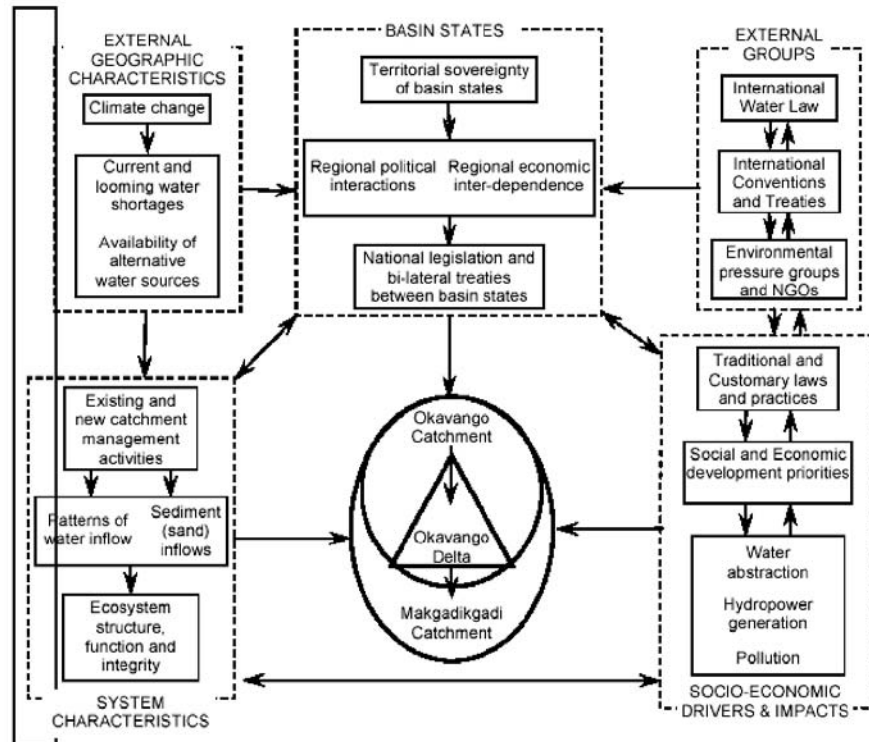 EXTERNAL
GEOGRAPHIC
CHARACTERISTICS
Climate change
Current and
looming water
shortages
Availability of
alternative
water sources
BASIN STATES
Territorial sovereignty
of basin states
Regional political
interactions
Regional economic
inter-dependence
National legislation and
bi-lateral treaties
between basin states
EXTERNAL
GROUPS
International
Water Law
International
Conventions
and Treaties
Environmental
pressure groups
and NGOs
Existing and
new catchment
management
activities
Patterns of
water inflow
Sediment
(sand)
inflows
Ecosystem
structure,
function and
integrity
SYSTEM
CHARACTERISTICS
Okavango
Catchment
Okavango
Delta
Makgadikgadi
Catchment
Traditional and
Customary laws
and practices
Social and Economic
development priorities
Water
abstraction
Hydropower
generation
Pollution
SOCIO-ECONOMIC
DRIVERS & IMPACTS